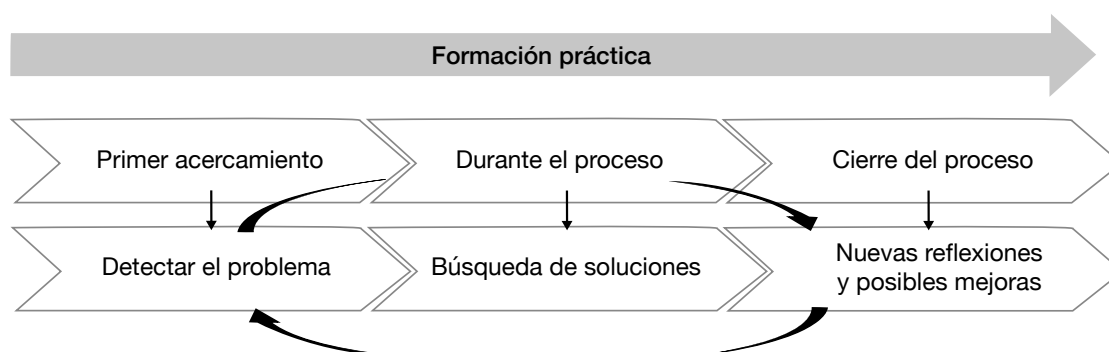 Formación práctica
Primer acercamiento
Durante el proceso
Cierre del proceso
Detectar el problema
Búsqueda de soluciones
Nuevas reflexiones
y posibles mejoras